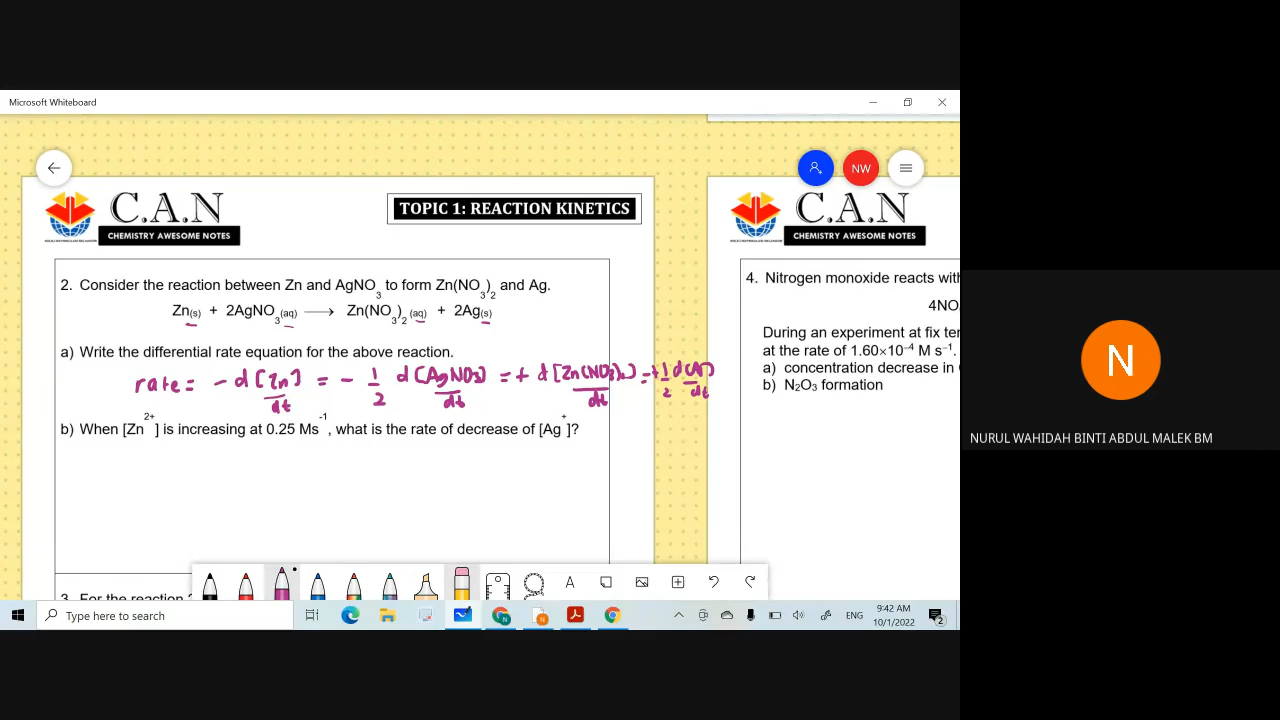 Microsoft Whiteboard
NW
C.A.N
CHEMISTRY AWESOME NOTES
TOPIC 1: REACTION KINETICS
2. Consider the reaction between Zn and AgNO3 to form Zn(NO3)2 and Ag.
Zn(s) + 2AgNO3(aq) ⟶ Zn(NO3)2 (aq) + 2Ag(s)
a) Write the differential rate equation for the above reaction.
rate = - d[Zn]/dt = - 1/2 d[AgNO3]/dt = + d[Zn(NO3)2]/dt = + 1/2 d(Ag)/dt
b) When [Zn2+] is increasing at 0.25 Ms-1, what is the rate of decrease of [Ag+]?
3. For the reaction
C.A.N
CHEMISTRY AWESOME NOTES
4. Nitrogen monoxide reacts with
4NO
During an experiment at fix ter
at the rate of 1.60×10–4 M s–1.
a) concentration decrease in
b) N2O3 formation
A
Type here to search
ENG
9:42 AM
10/1/2022
2
N
NURUL WAHIDAH BINTI ABDUL MALEK BM